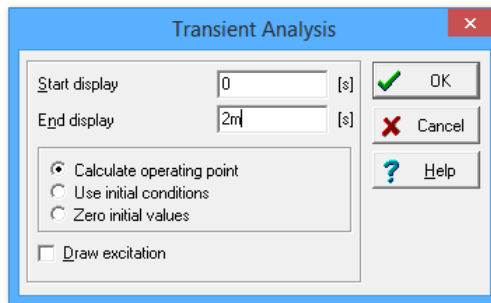 Transient Analysis
Start display 0 [s]
End display 2m [s]
Calculate operating point
Use initial conditions
Zero initial values
Draw excitation
OK
Cancel
Help